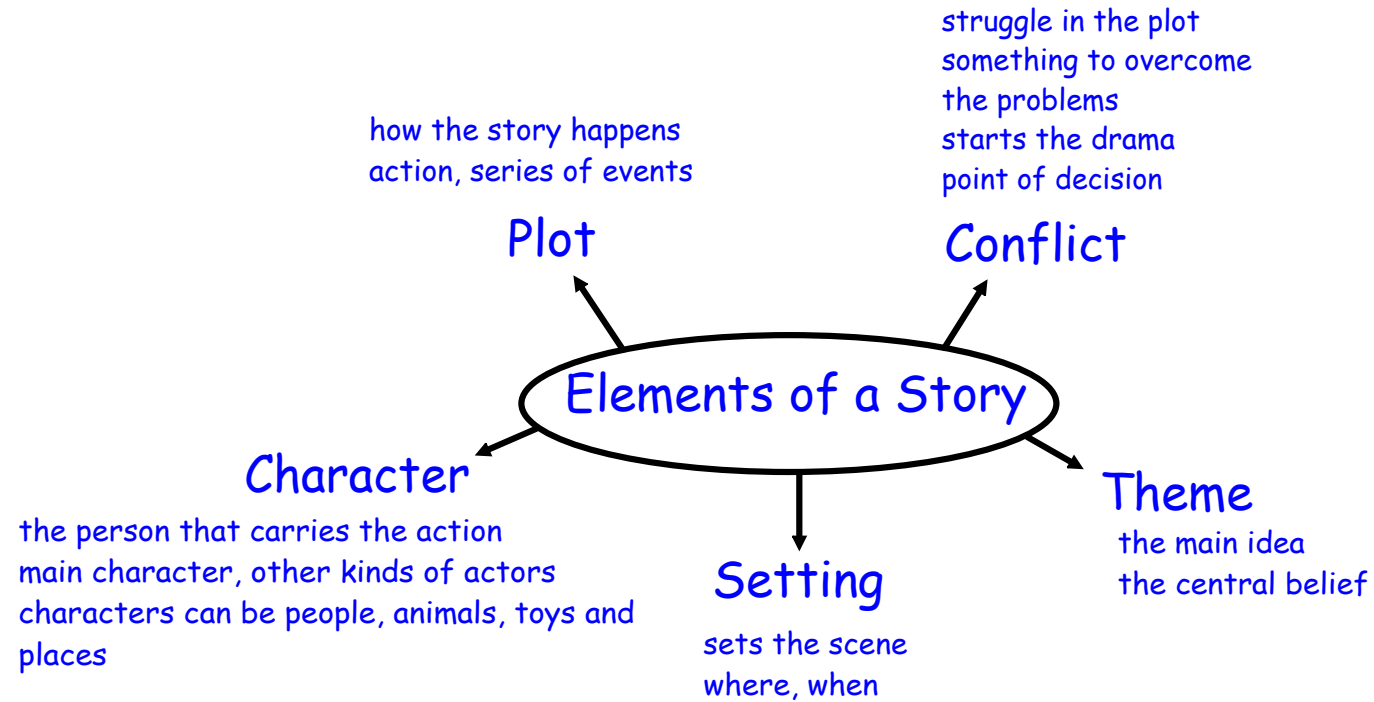 struggle in the plot
something to overcome
the problems
starts the drama
point of decision
Conflict
how the story happens
action, series of events
Plot
Elements of a Story
Character
the person that carries the action
main character, other kinds of actors
characters can be people, animals, toys and
places
Setting
sets the scene
where, when
Theme
the main idea
the central belief